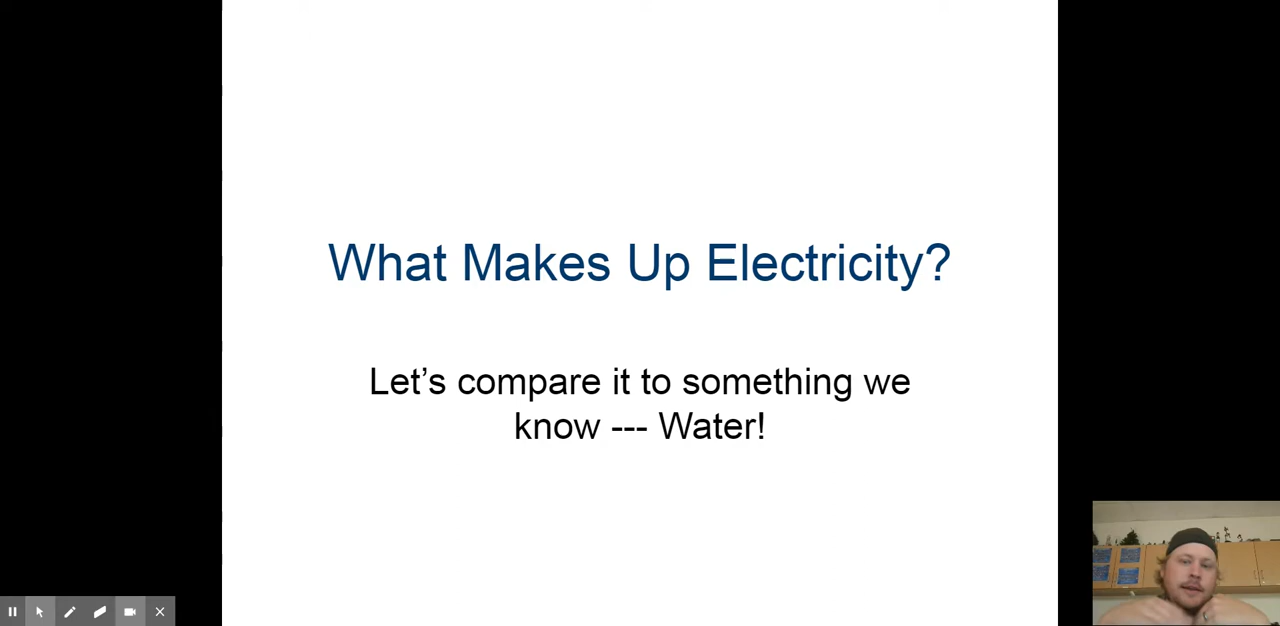 What Makes Up Electricity?
Let’s compare it to something we
know --- Water!